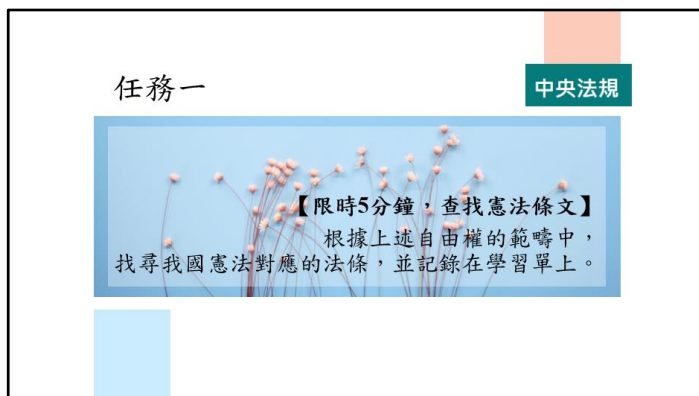 任務一
中央法規
【限時5分鐘，查找憲法條文】
根據上述自由權的範疇中，
找尋我國憲法對應的法條，並記錄在學習單上。